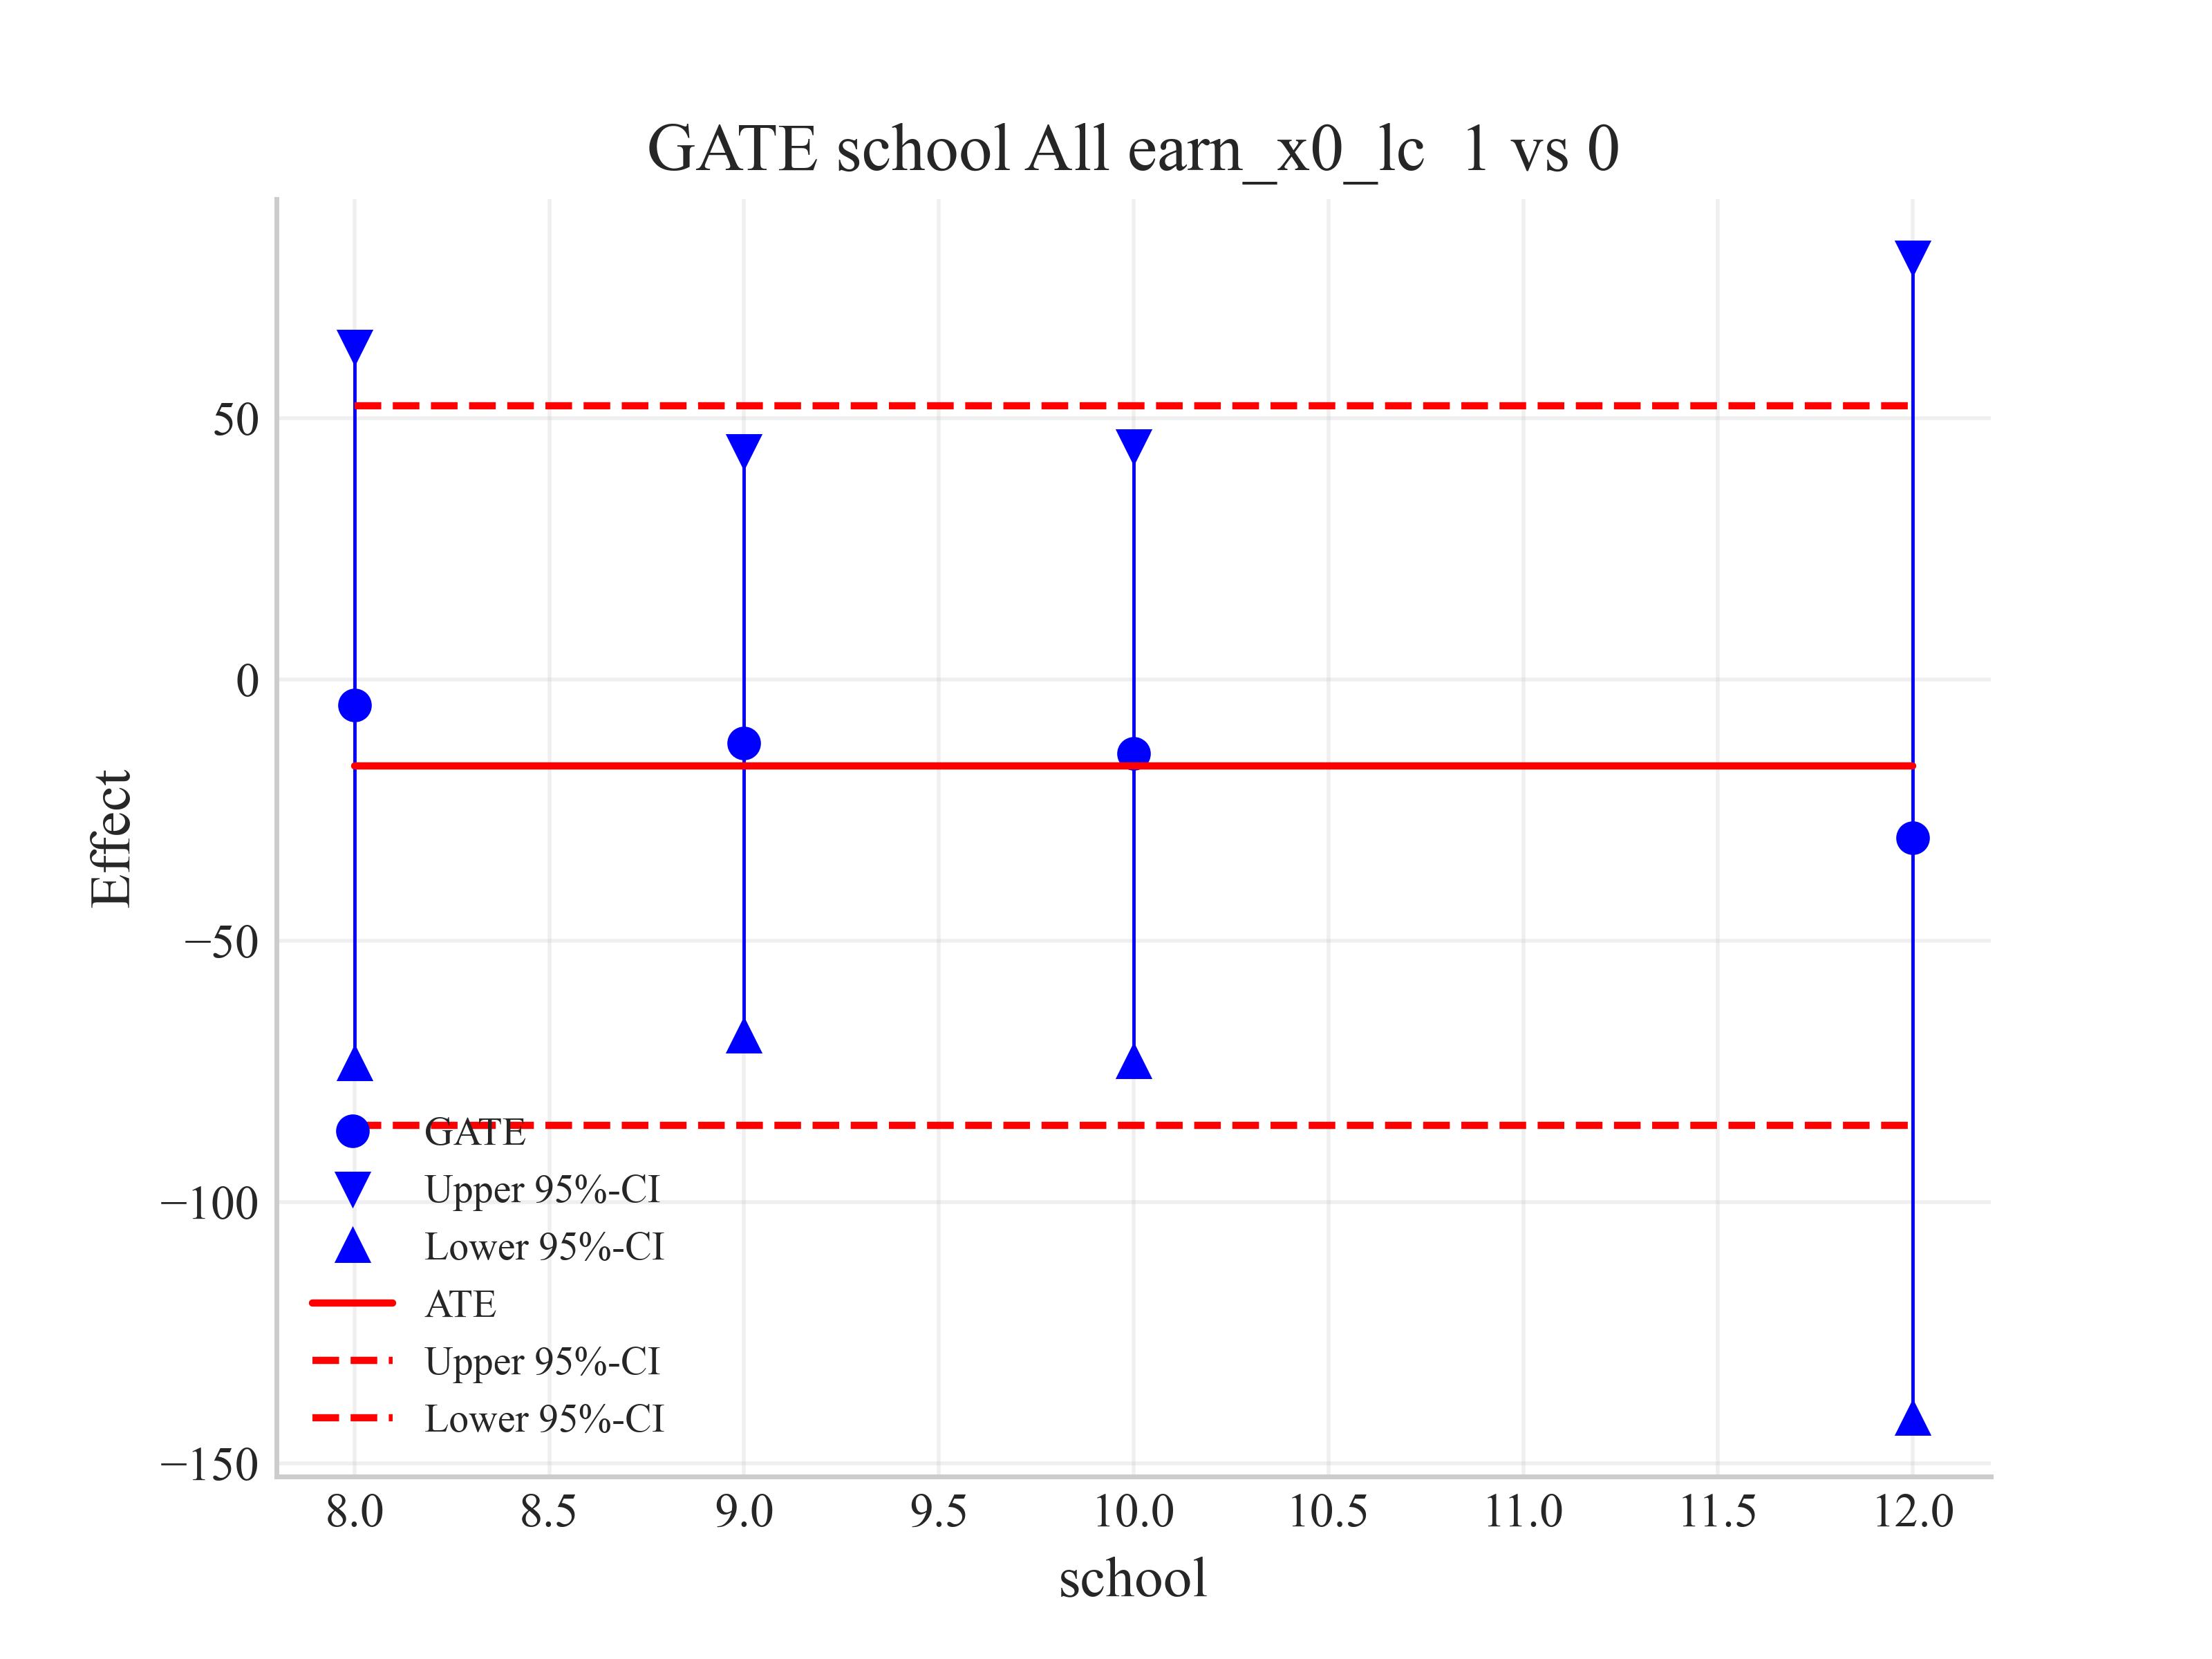 GATE school All earn_x0_lc 1 vs 0
Effect
50
0
−50
−100
−150
GATE
Upper 95%-CI
Lower 95%-CI
ATE
Upper 95%-CI
Lower 95%-CI
8.0 8.5 9.0 9.5 10.0 10.5 11.0 11.5 12.0
school